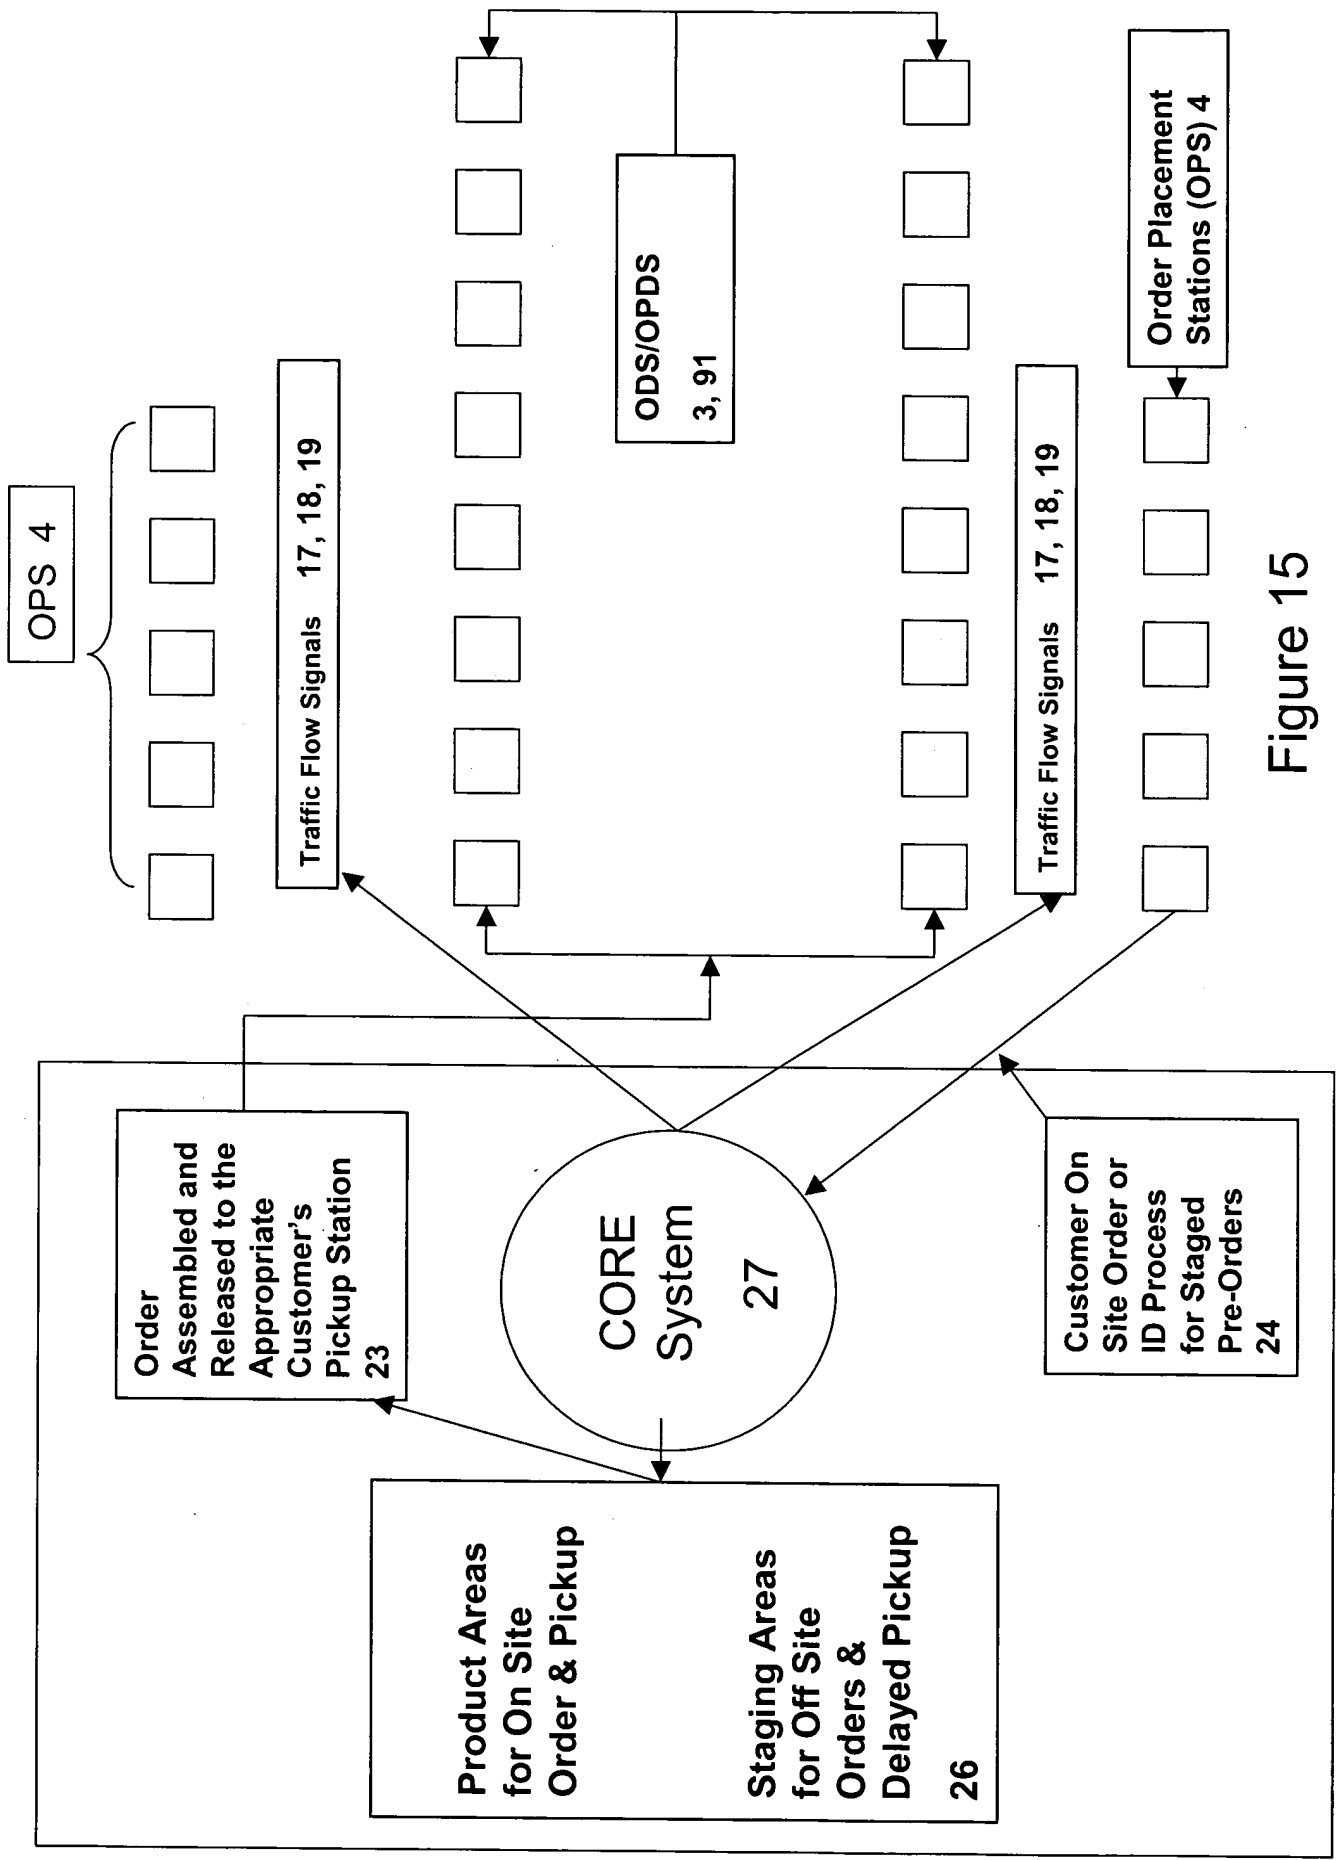 OPS 4
Traffic Flow Signals 17, 18, 19
ODS/OPDS
3, 91
Traffic Flow Signals 17, 18, 19
Order Placement
Stations (OPS) 4
Order
Assembled and
Released to the
Appropriate
Customer's
Pickup Station
23
CORE
System
27
Customer On
Site Order or
ID Process
for Staged
Pre-Orders
24
Product Areas
for On Site
Order & Pickup
Staging Areas
for Off Site
Orders &
Delayed Pickup
26
Figure 15